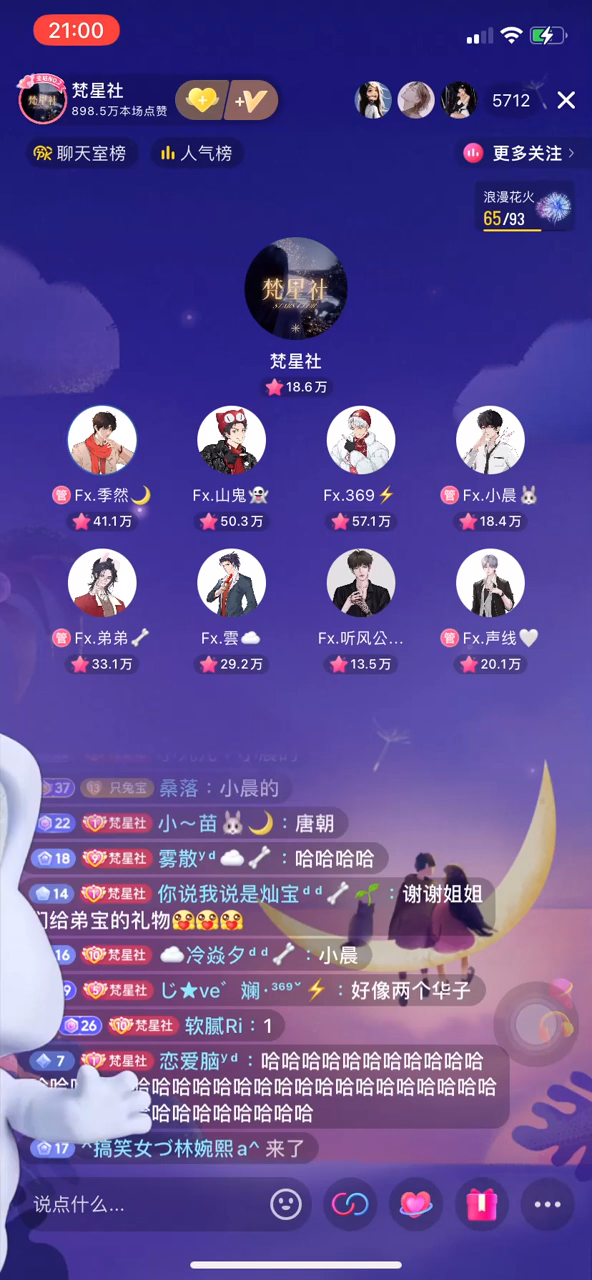 21:00
梵星社
898.5万本场点赞
5712
聊天室榜
人气榜
更多关注
浪漫花火
65/93
梵星社
梵星社
18.6万
管 Fx.季然🌙
Fx.山鬼👻
Fx.369⚡
管 Fx.小晨🐰
41.1万
50.3万
57.1万
18.4万
管 Fx.弟弟🦴
Fx.雲☁️
Fx.听风公...
管 Fx.声线🤍
33.1万
29.2万
13.5万
20.1万
37 13 只兔宝 桑落：小晨的
22 梵星社 小～苗🐰🌙：唐朝
18 梵星社 雾散ʸᵈ☁️🦴：哈哈哈哈
14 梵星社 你说我说是灿宝ᵈᵈ🦴🌱：谢谢姐姐
们给弟宝的礼物🥰🥰🥰
16 梵星社 ☁️冷焱夕ᵈᵈ🦴：小晨
9 梵星社 じ★ve゛斓·³⁶⁹ˇ⚡：好像两个华子
26 10 梵星社 软腻Ri：1
7 梵星社 恋爱脑ʸᵈ：哈哈哈哈哈哈哈哈哈哈哈
哈哈哈哈哈哈哈哈哈哈哈哈哈哈哈哈哈哈
哈哈哈哈哈哈哈哈哈
17 ^搞笑女づ林婉熙a^ 来了
说点什么...